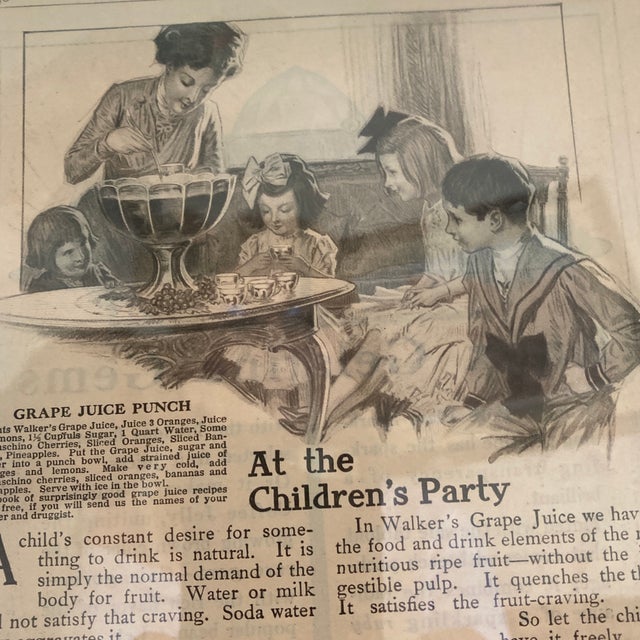 GRAPE JUICE PUNCH
Walker's Grape Juice, Juice 3 Oranges, Juice
1½ Cupfuls Sugar, 1 Quart Water, Some
Cherries, Sliced Oranges, Sliced Ban-
Pineapples. Put the Grape Juice, sugar and
into a punch bowl, add strained juice of
and lemons. Make very cold, add
cherries, sliced oranges, bananas and
Serve with ice in the bowl.
of surprisingly good grape juice recipes
free, if you will send us the names of your
and druggist.
At the
Children's Party
A child's constant desire for some-
thing to drink is natural. It is
simply the normal demand of the
body for fruit. Water or milk
not satisfy that craving. Soda water
it
In Walker's Grape Juice we
the food and drink elements of the
nutritious ripe fruit—without the
pulp. It quenches the
It satisfies the fruit-craving.
So let the
have it freely